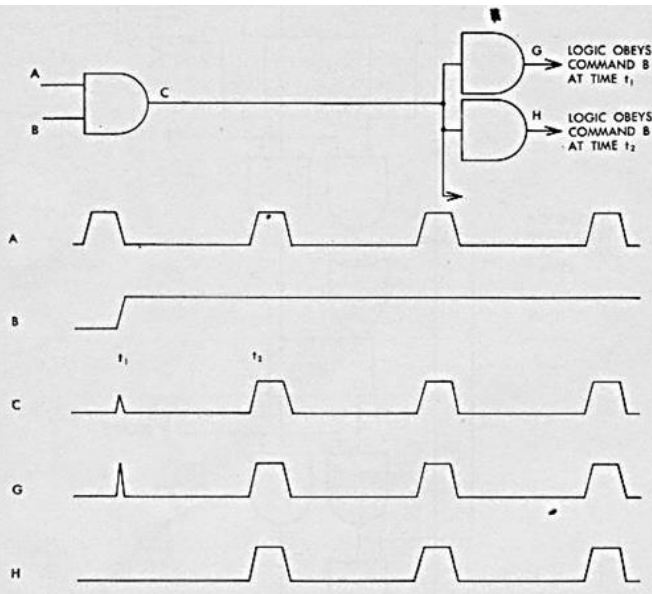 G LOGIC OBEYS
COMMAND B
AT TIME t₁
A
C
B
H LOGIC OBEYS
COMMAND B
AT TIME t₂
A
B
t₁ t₂
C
G
H